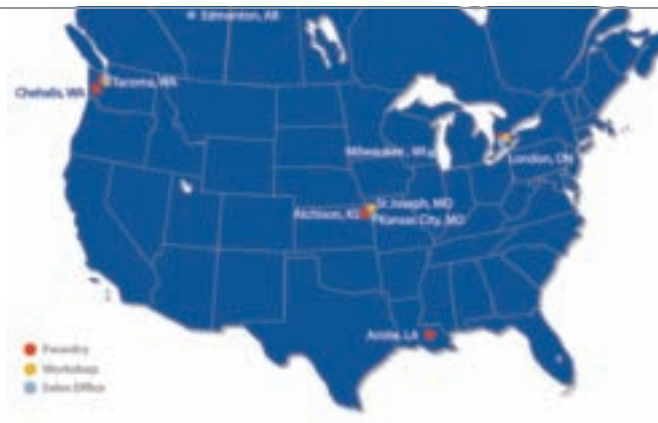 Edmonton, AB
Tacoma, WA
Chehalis, WA
Milwaukee, WI
London, ON
St Joseph, MO
Atchison, KS
Kansas City, MO
Amite, LA
Foundry
Workshop
Sales Office